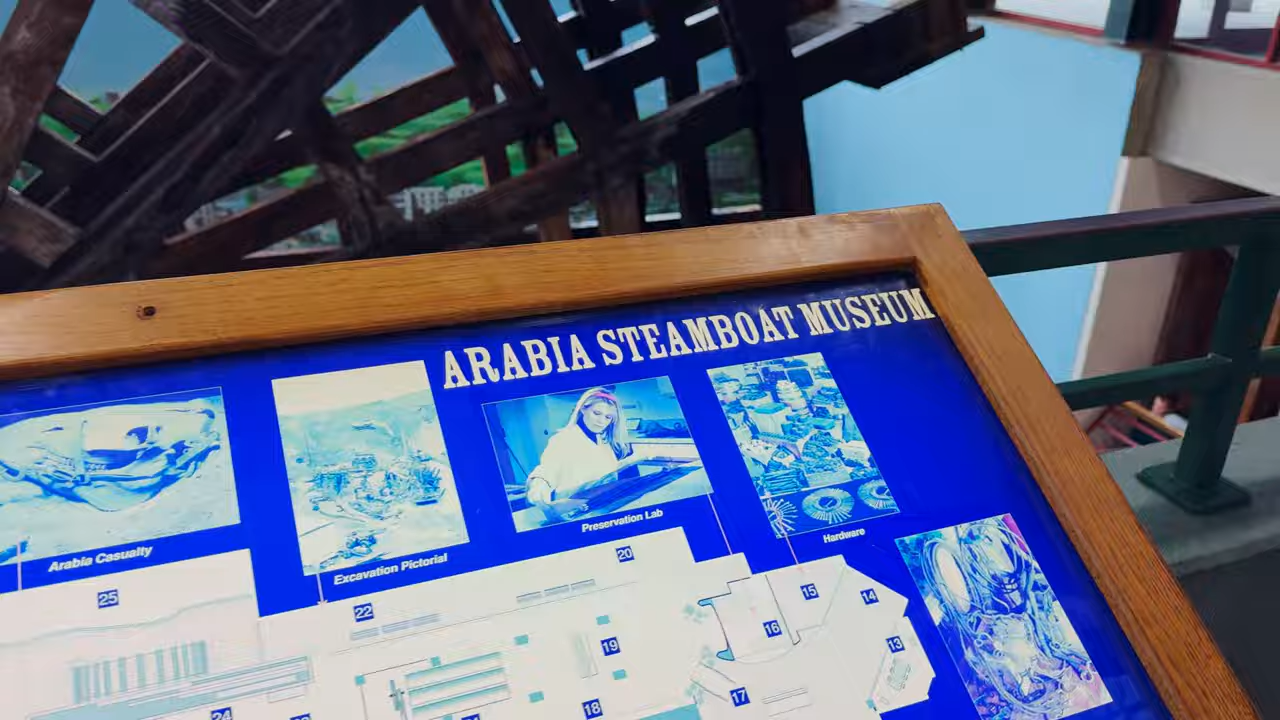 ARABIA STEAMBOAT MUSEUM
Arabia Casualty
Excavation Pictorial
Preservation Lab
Hardware
25
22
20
15
14
19
16
13
24
18
17